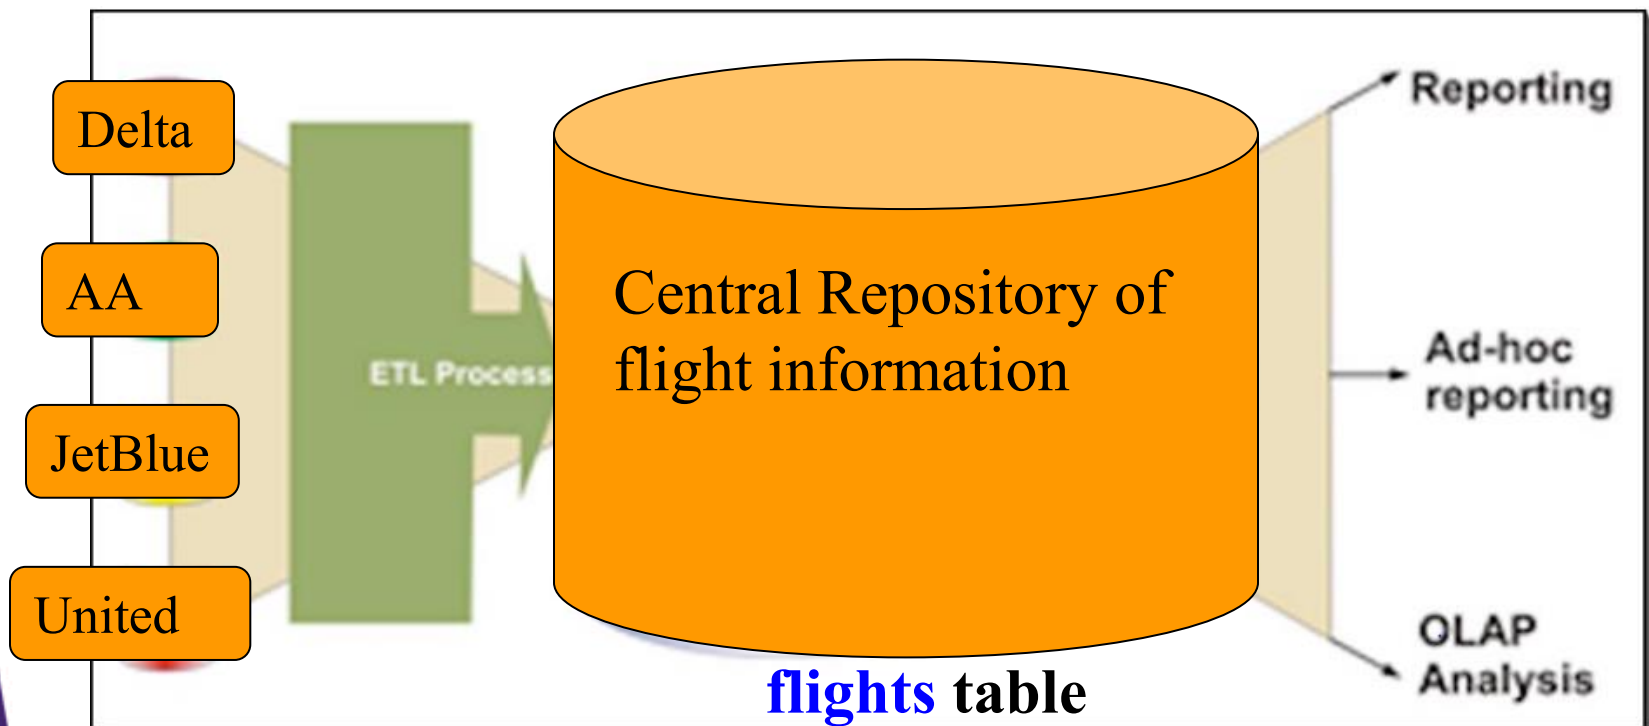 Delta
AA
JetBlue
United
ETL Process
Central Repository of
flight information
flights table
Reporting
Ad-hoc
reporting
OLAP
Analysis